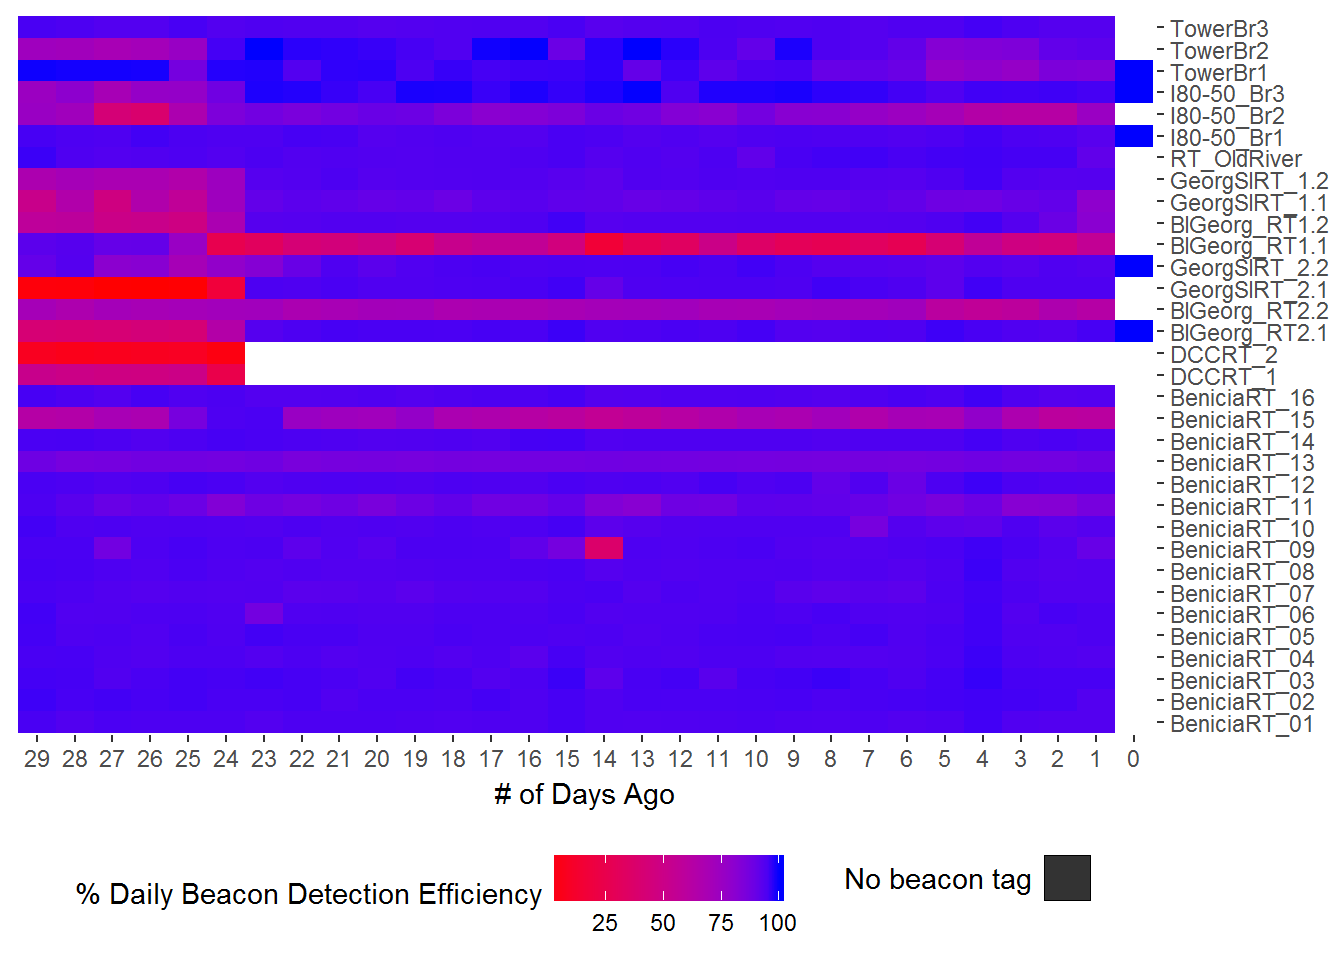 TowerBr3
TowerBr2
TowerBr1
I80-50_Br3
I80-50_Br2
I80-50_Br1
RT_OldRiver
GeorgSlRT_1.2
GeorgSlRT_1.1
BlGeorg_RT1.2
BlGeorg_RT1.1
GeorgSlRT_2.2
GeorgSlRT_2.1
BlGeorg_RT2.2
BlGeorg_RT2.1
DCCRT_2
DCCRT_1
BeniciaRT_16
BeniciaRT_15
BeniciaRT_14
BeniciaRT_13
BeniciaRT_12
BeniciaRT_11
BeniciaRT_10
BeniciaRT_09
BeniciaRT_08
BeniciaRT_07
BeniciaRT_06
BeniciaRT_05
BeniciaRT_04
BeniciaRT_03
BeniciaRT_02
BeniciaRT_01
29 28 27 26 25 24 23 22 21 20 19 18 17 16 15 14 13 12 11 10 9 8 7 6 5 4 3 2 1 0
# of Days Ago
% Daily Beacon Detection Efficiency
25 50 75 100
No beacon tag